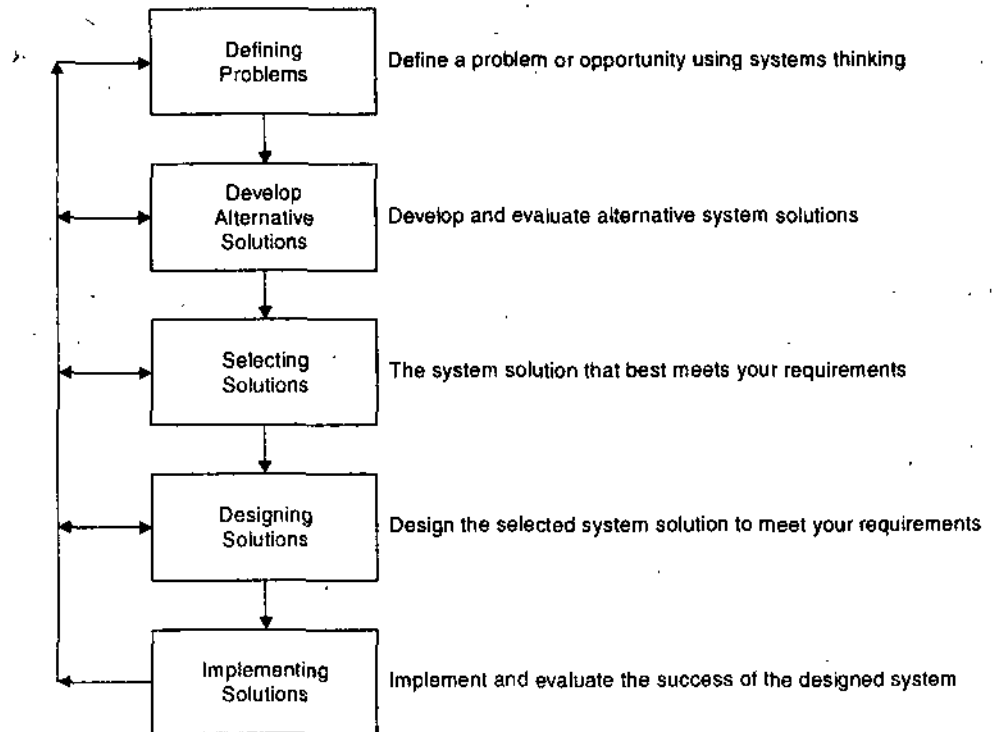 Defining
Problems
Define a problem or opportunity using systems thinking
Develop
Alternative
Solutions
Develop and evaluate alternative system solutions
Selecting
Solutions
The system solution that best meets your requirements
Designing
Solutions
Design the selected system solution to meet your requirements
Implementing
Solutions
Implement and evaluate the success of the designed system